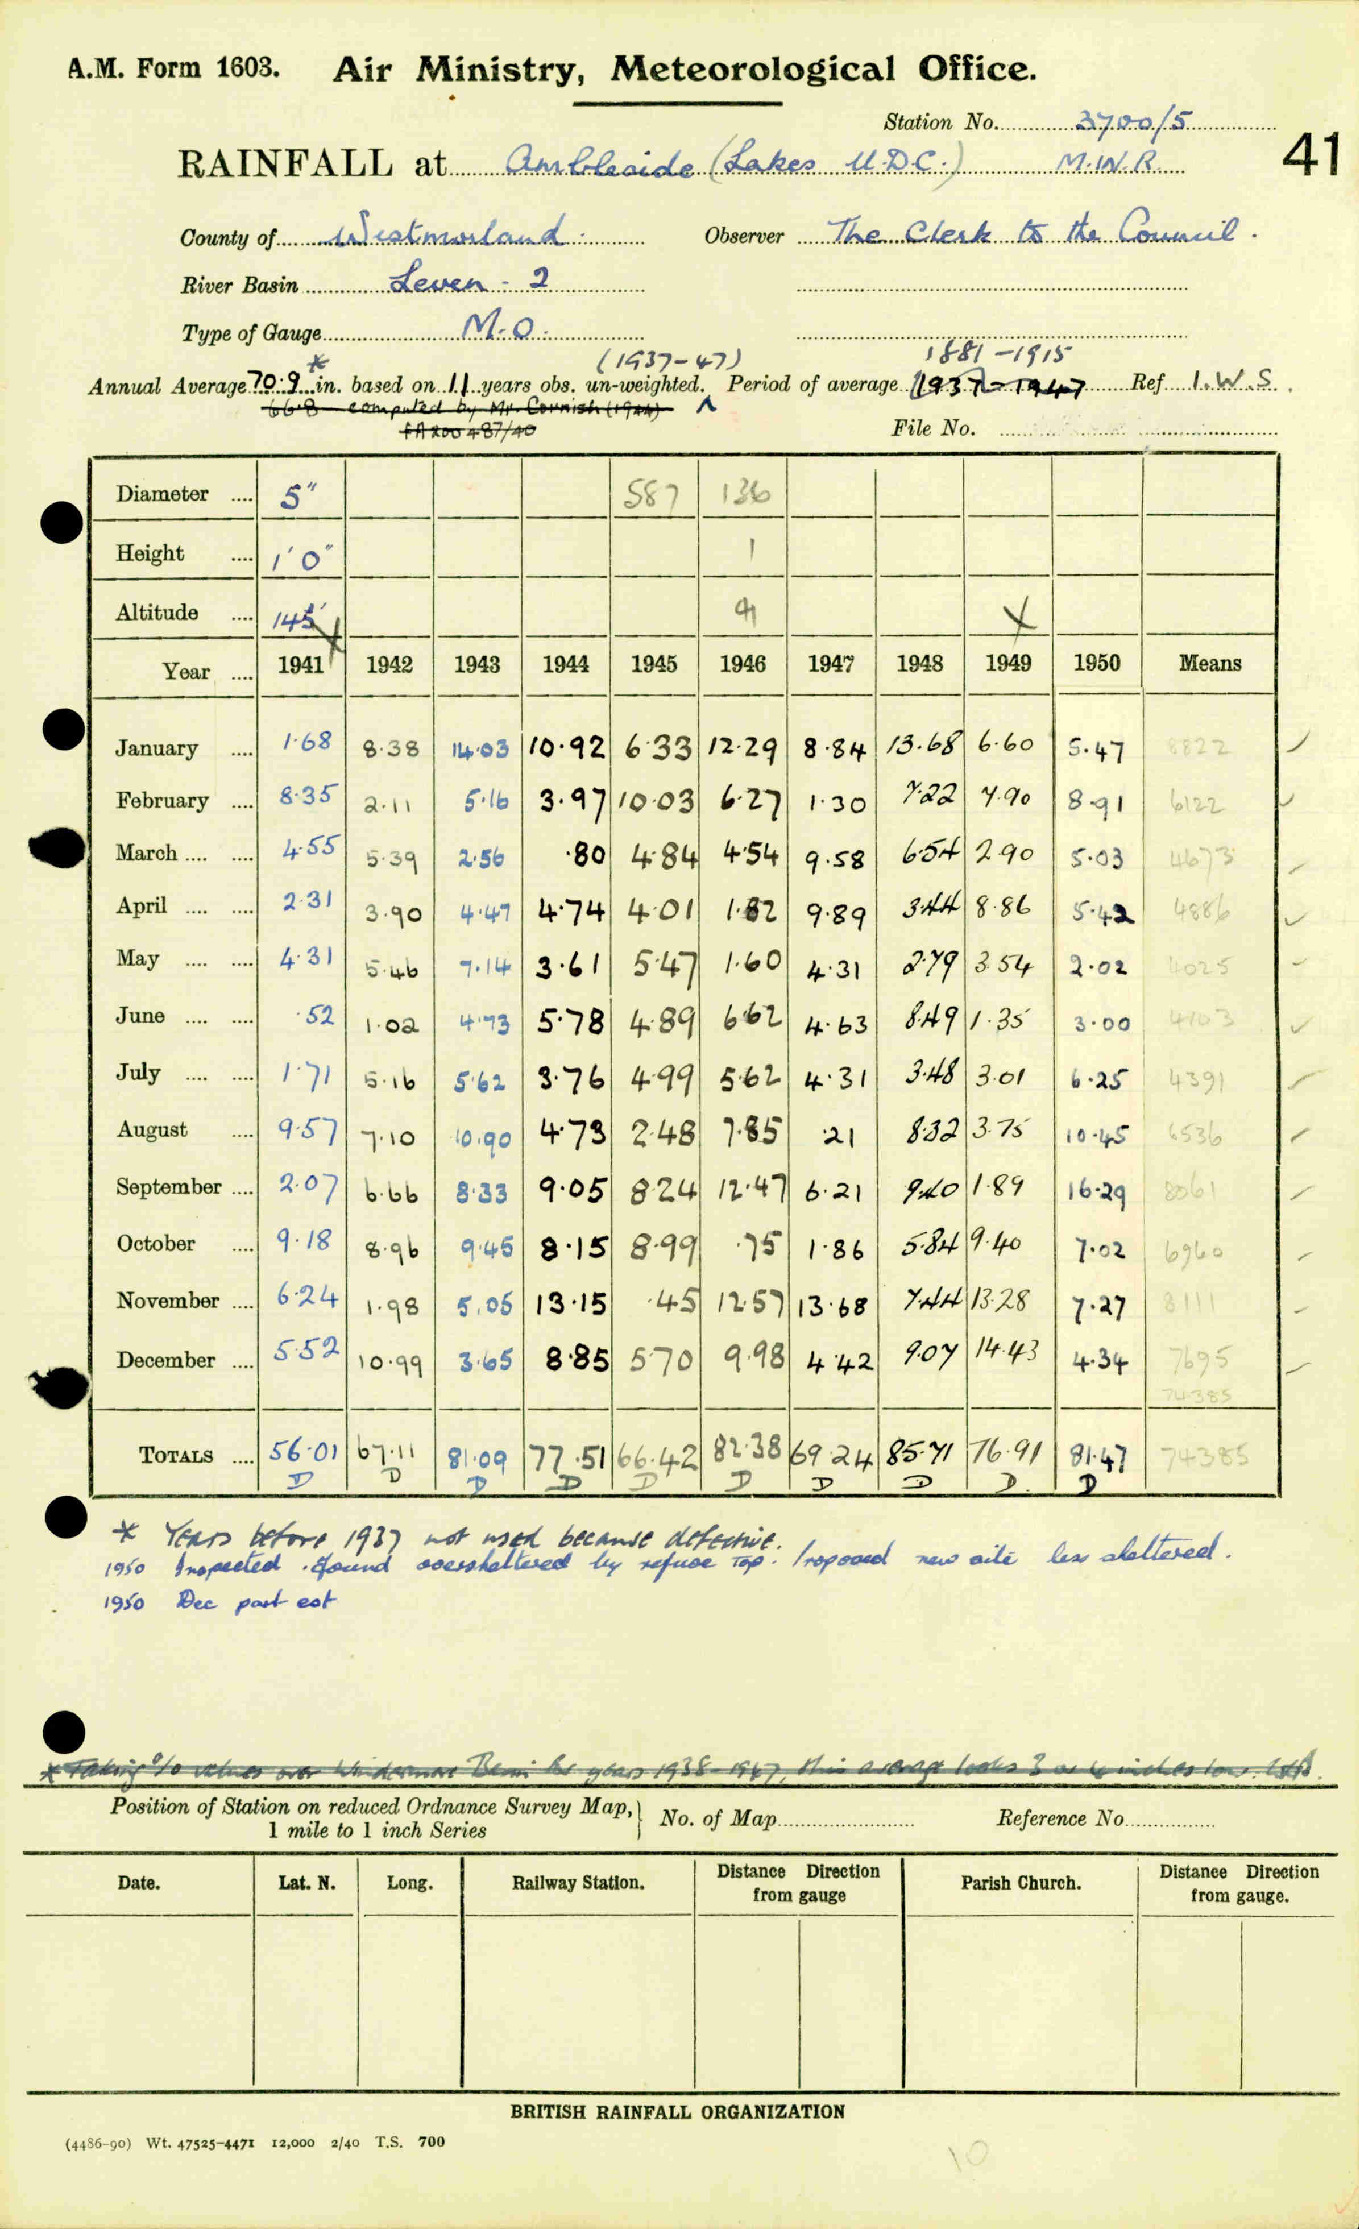 A.M. Form 1603. Air Ministry, Meteorological Office.
Station No. 3700/5
RAINFALL at Ambleside (Lakes U.D.C.) M.W.R. 41
County of Westmorland. Observer The Clerk to the Council.
River Basin Leven - 2
Type of Gauge M.O.
* (1937-47) 1881-1915
Annual Average 70.9 in. based on 11 years obs. un-weighted. Period of average 1937-1947 Ref I.W.S.
66.8 computed by Mr. Cornish (1944)
487/40 File No.
Diameter .... 5" 587 136
Height .... 1'0" 1
Altitude .... 145' 9
Year .... 1941 1942 1943 1944 1945 1946 1947 1948 1949 1950 Means
January .... 1.68 8.38 14.03 10.92 6.33 12.29 8.84 13.68 6.60 5.47 8822
February .... 8.35 2.11 5.16 3.97 10.03 6.27 1.30 7.22 7.90 8.91 6122
March .... .... 4.55 5.39 2.56 .80 4.84 4.54 9.58 6.54 2.90 5.03 4673
April .... .... 2.31 3.90 4.47 4.74 4.01 1.82 9.89 3.44 8.86 5.42 4886
May .... .... 4.31 5.46 7.14 3.61 5.47 1.60 4.31 2.79 3.54 2.02 4025
June .... .... .52 1.02 4.73 5.78 4.89 6.62 4.63 8.49 1.35 3.00 4103
July .... .... 1.71 5.16 5.62 3.76 4.99 5.62 4.31 3.48 3.01 6.25 4391
August .... 9.57 7.10 10.90 4.73 2.48 7.85 .21 8.32 3.75 10.45 6536
September .... 2.07 6.66 8.33 9.05 8.24 12.47 6.21 9.40 1.89 16.29 8061
October .... 9.18 8.96 9.45 8.15 8.99 .75 1.86 5.84 9.40 7.02 6960
November .... 6.24 1.98 5.05 13.15 .45 12.57 13.68 7.44 13.28 7.27 8111
December .... 5.52 10.99 3.65 8.85 5.70 9.98 4.42 9.07 14.43 4.34 7695
74.385
TOTALS .... 56.01 67.11 81.09 77.51 66.42 82.38 69.24 85.71 76.91 81.47 74385
D D D D D D D D D. D
* Years before 1937 not used because defective.
1950 Inspected. Found oversheltered by refuse tip. Proposed new site less sheltered.
1950 Dec part est
* Taking % values over Windermere Basin for years 1938-1947, this average looks 3 or 4 inches low.
Position of Station on reduced Ordnance Survey Map, } No. of Map Reference No.
1 mile to 1 inch Series
Date. Lat. N. Long. Railway Station. Distance Direction from gauge Parish Church. Distance Direction from gauge.
BRITISH RAINFALL ORGANIZATION
(4486-90) Wt. 47525-4471 12,000 2/40 T.S. 700
10